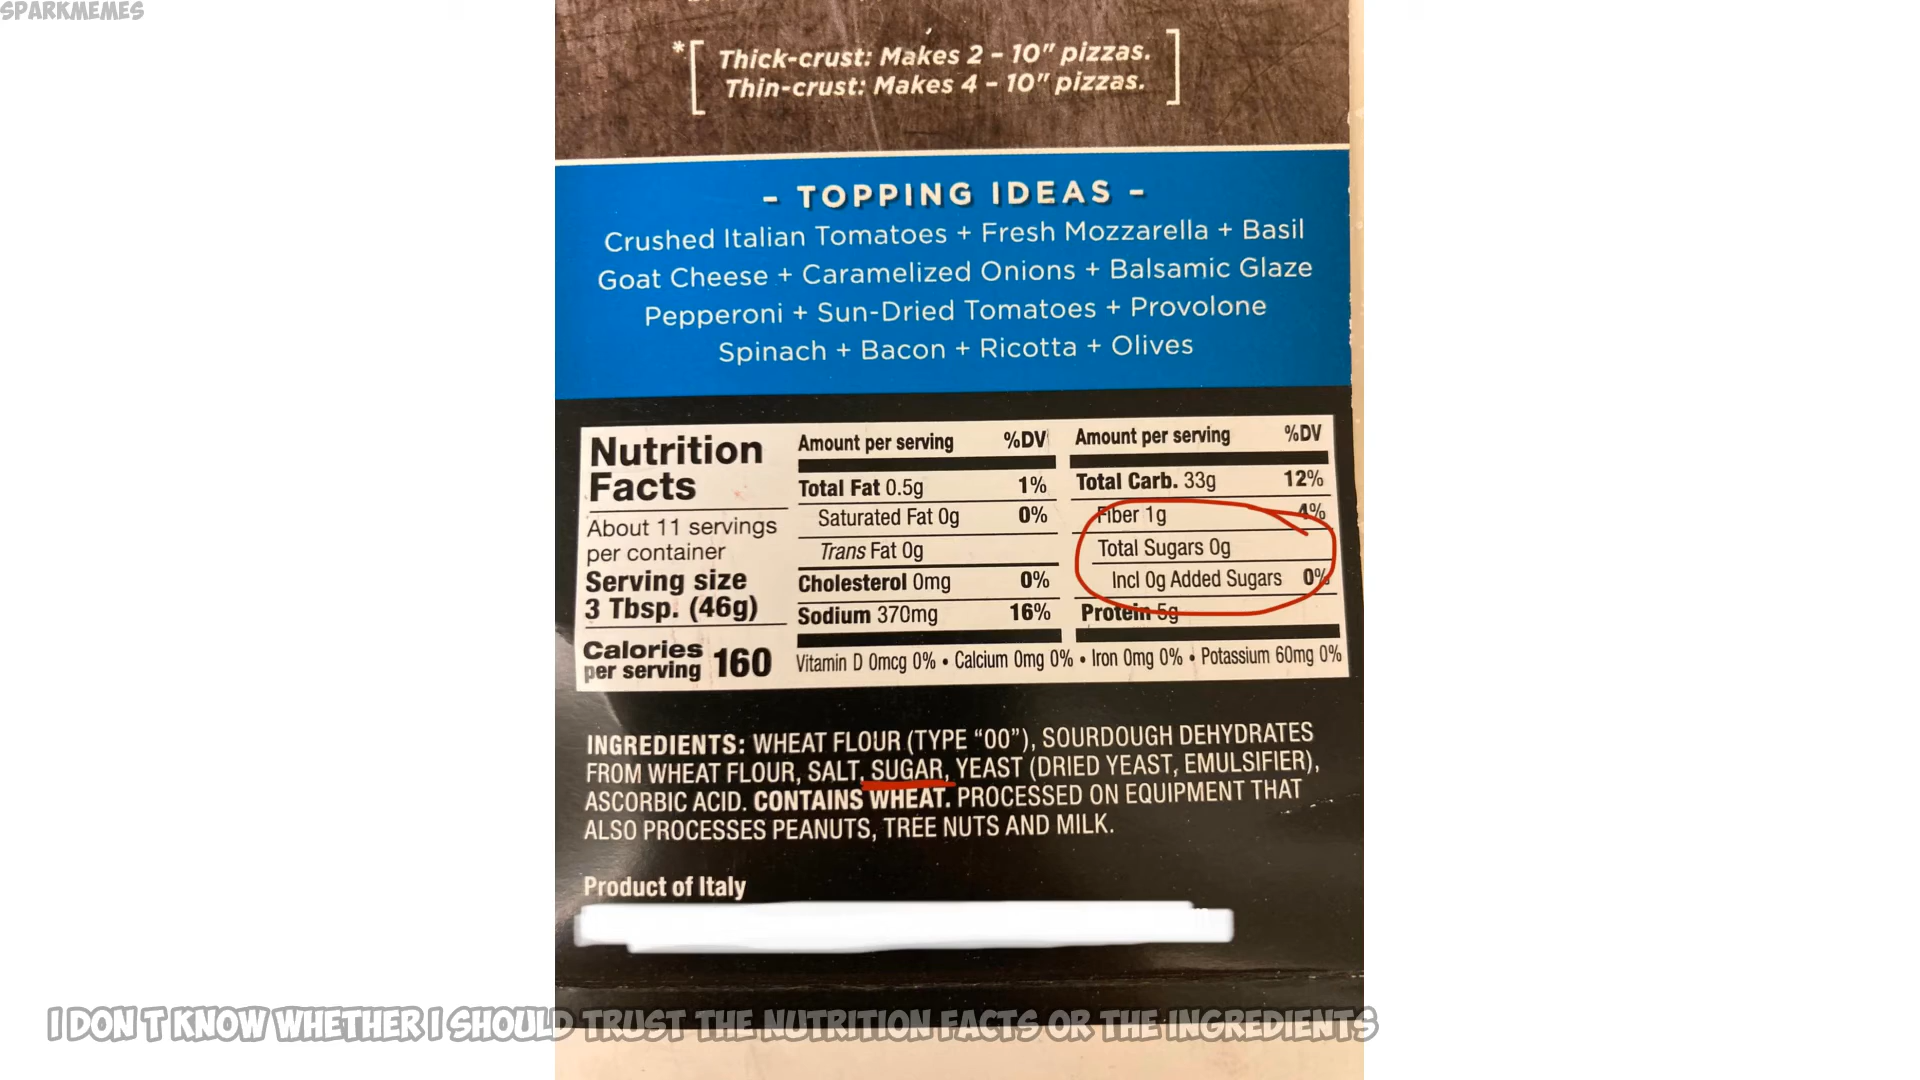 SPARKMEMES
*[ Thick-crust: Makes 2 - 10" pizzas. ]
Thin-crust: Makes 4 - 10" pizzas.
- TOPPING IDEAS -
Crushed Italian Tomatoes + Fresh Mozzarella + Basil
Goat Cheese + Caramelized Onions + Balsamic Glaze
Pepperoni + Sun-Dried Tomatoes + Provolone
Spinach + Bacon + Ricotta + Olives
Nutrition
Facts
About 11 servings
per container
Serving size
3 Tbsp. (46g)
Calories
per serving 160
Amount per serving %DV
Total Fat 0.5g 1%
Saturated Fat 0g 0%
Trans Fat 0g
Cholesterol 0mg 0%
Sodium 370mg 16%
Amount per serving %DV
Total Carb. 33g 12%
Fiber 1g 4%
Total Sugars 0g
Incl 0g Added Sugars 0%
Protein 5g
Vitamin D 0mcg 0% • Calcium 0mg 0% • Iron 0mg 0% • Potassium 60mg 0%
INGREDIENTS: WHEAT FLOUR (TYPE “00”), SOURDOUGH DEHYDRATES
FROM WHEAT FLOUR, SALT, SUGAR, YEAST (DRIED YEAST, EMULSIFIER),
ASCORBIC ACID. CONTAINS WHEAT. PROCESSED ON EQUIPMENT THAT
ALSO PROCESSES PEANUTS, TREE NUTS AND MILK.
Product of Italy
I DON T KNOW WHETHER I SHOULD TRUST THE NUTRITION FACTS OR THE INGREDIENTS